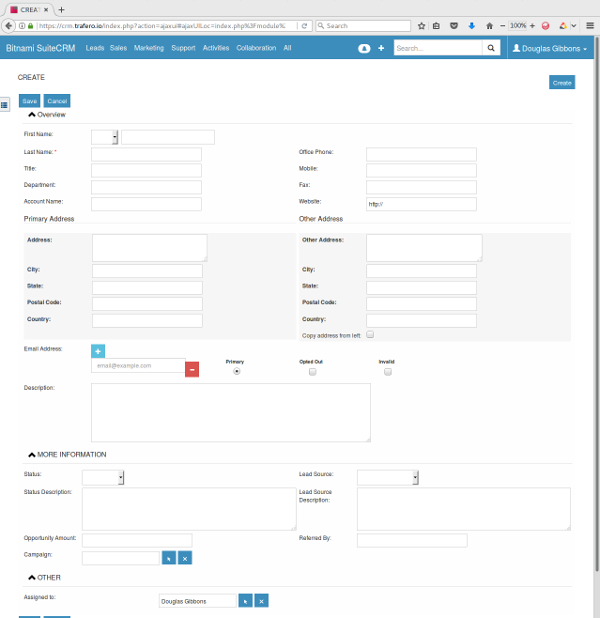 CREAT
https://crm.trafero.io/index.php?action=ajaxui#ajaxUILoc=index.php%3Fmodule%
Search
100%
Bitnami SuiteCRM Leads Sales Marketing Support Activities Collaboration All Search... Douglas Gibbons
CREATE
Create
Save Cancel
Overview
First Name:
Last Name: * Office Phone:
Title: Mobile:
Department: Fax:
Account Name: Website: http://
Primary Address Other Address
Address: Other Address:
City: City:
State: State:
Postal Code: Postal Code:
Country: Country:
Copy address from left:
Email Address:
email@example.com Primary Opted Out Invalid
Description:
MORE INFORMATION
Status: Lead Source:
Status Description: Lead Source
Description:
Opportunity Amount: Referred By:
Campaign:
OTHER
Assigned to: Douglas Gibbons